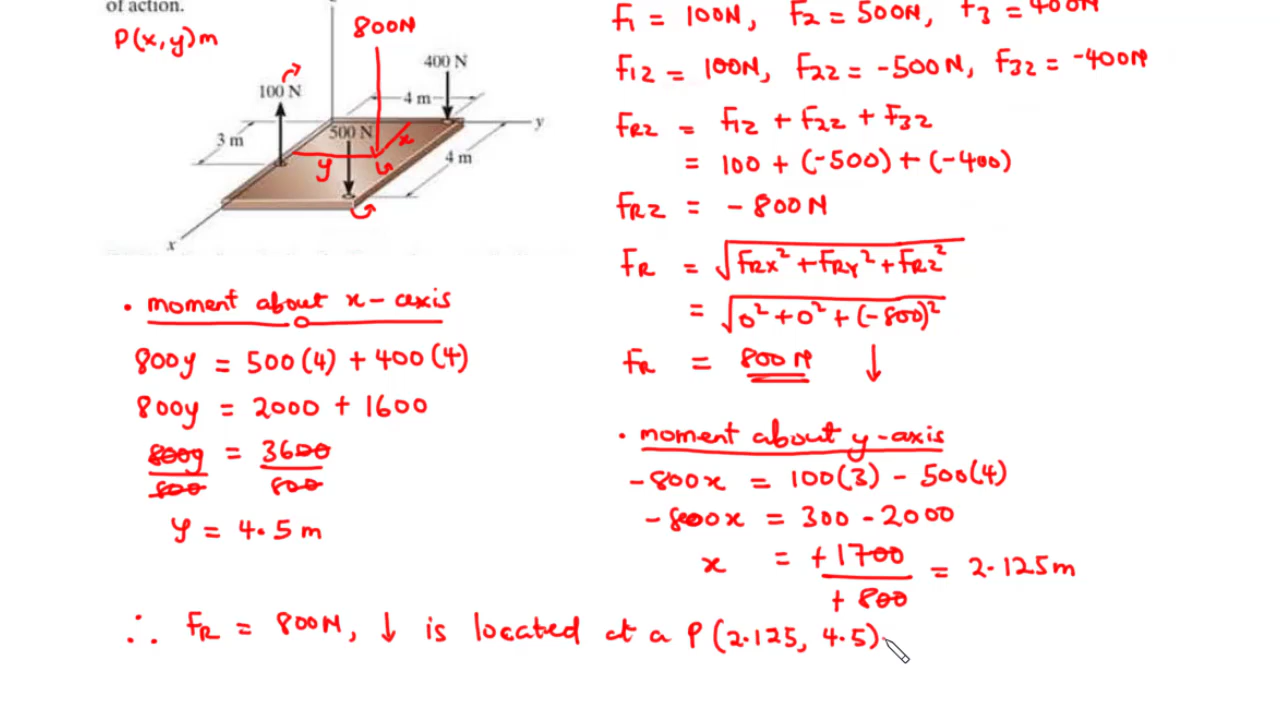 of action.
P(x,y)m
800N
400 N
100 N
4 m
y
3 m
500 N
x
y
4 m
x
F1 = 100N, F2 = 500N, F3 = 400N
F1Z = 100N, F2Z = -500N, F3Z = -400N
FRZ = F1Z + F2Z + F3Z
= 100 + (-500) + (-400)
FRZ = - 800N
FR = √FRX² + FRY² + FRZ²
= √0² + 0² + (-800)²
FR = 800N ↓
• moment about x-axis
800y = 500(4) + 400(4)
800y = 2000 + 1600
800y = 3600
800 800
y = 4.5m
• moment about y-axis
-800x = 100(3) - 500(4)
-800x = 300 - 2000
x = +1700 = 2.125m
+ 800
∴ FR = 800N, ↓ is located at a P(2.125, 4.5)